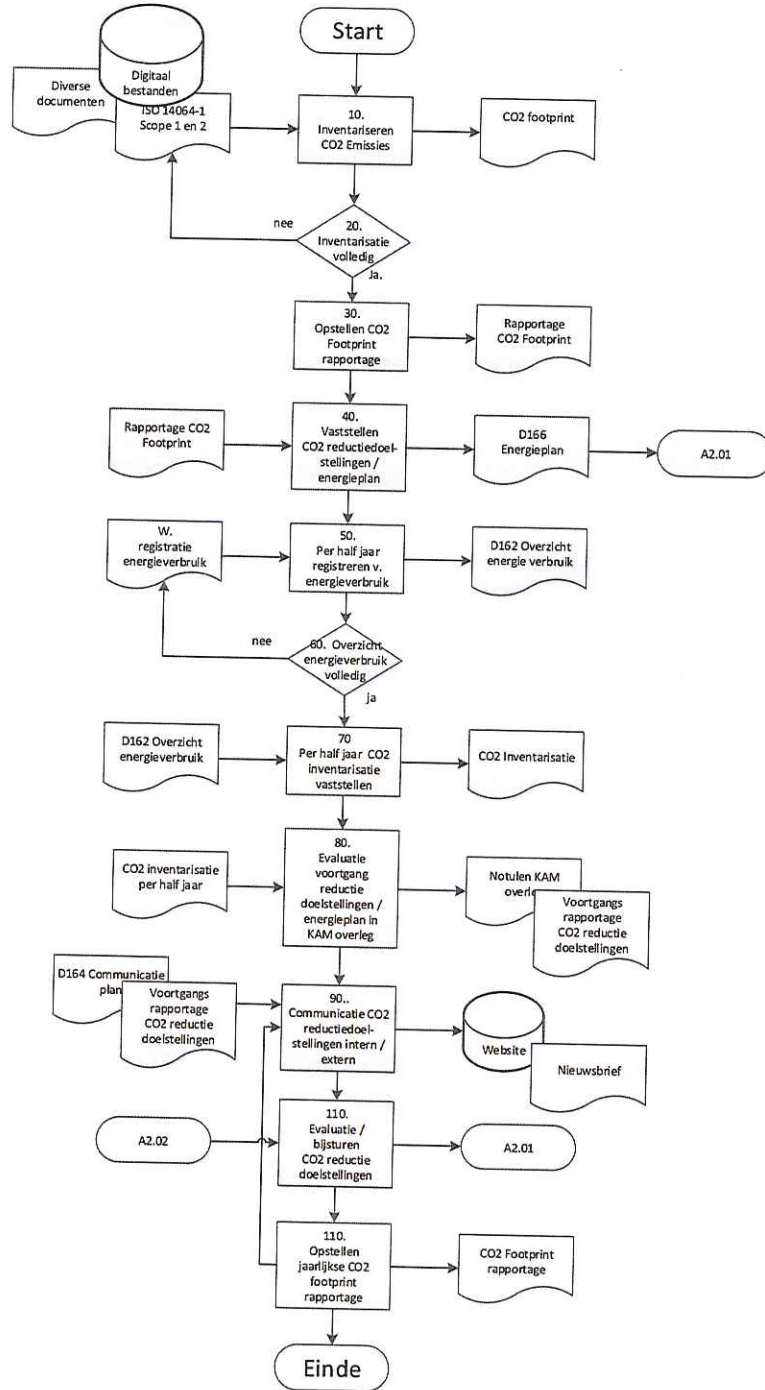 Start
Digitaal
bestanden
Diverse
documenten
ISO 14064-1
Scope 1 en 2
10.
Inventariseren
CO2 Emissies
CO2 footprint
nee
20.
Inventarisatie
volledig
Ja.
30.
Opstellen CO2
Footprint
rapportage
Rapportage
CO2 Footprint
Rapportage CO2
Footprint
40.
Vaststellen
CO2 reductiedoel-
stellingen /
energieplan
D166
Energieplan
A2.01
W.
registratie
energieverbruik
50.
Per half jaar
registreren v.
energieverbruik
D162 Overzicht
energie verbruik
nee
60. Overzicht
energieverbruik
volledig
ja
D162 Overzicht
energieverbruik
70
Per half jaar CO2
inventarisatie
vaststellen
CO2 Inventarisatie
CO2 inventarisatie
per half jaar
80.
Evaluatie
voortgang
reductie
doelstellingen /
energieplan in
KAM overleg
Notulen KAM
overleg
Voortgangs
rapportage
CO2 reductie
doelstellingen
D164 Communicatie
plan
Voortgangs
rapportage
CO2 reductie
doelstellingen
90..
Communicatie CO2
reductiedoel-
stellingen intern /
extern
Website
Nieuwsbrief
A2.02
110.
Evaluatie /
bijsturen
CO2 reductie
doelstellingen
A2.01
110.
Opstellen
jaarlijkse CO2
footprint
rapportage
CO2 Footprint
rapportage
Einde